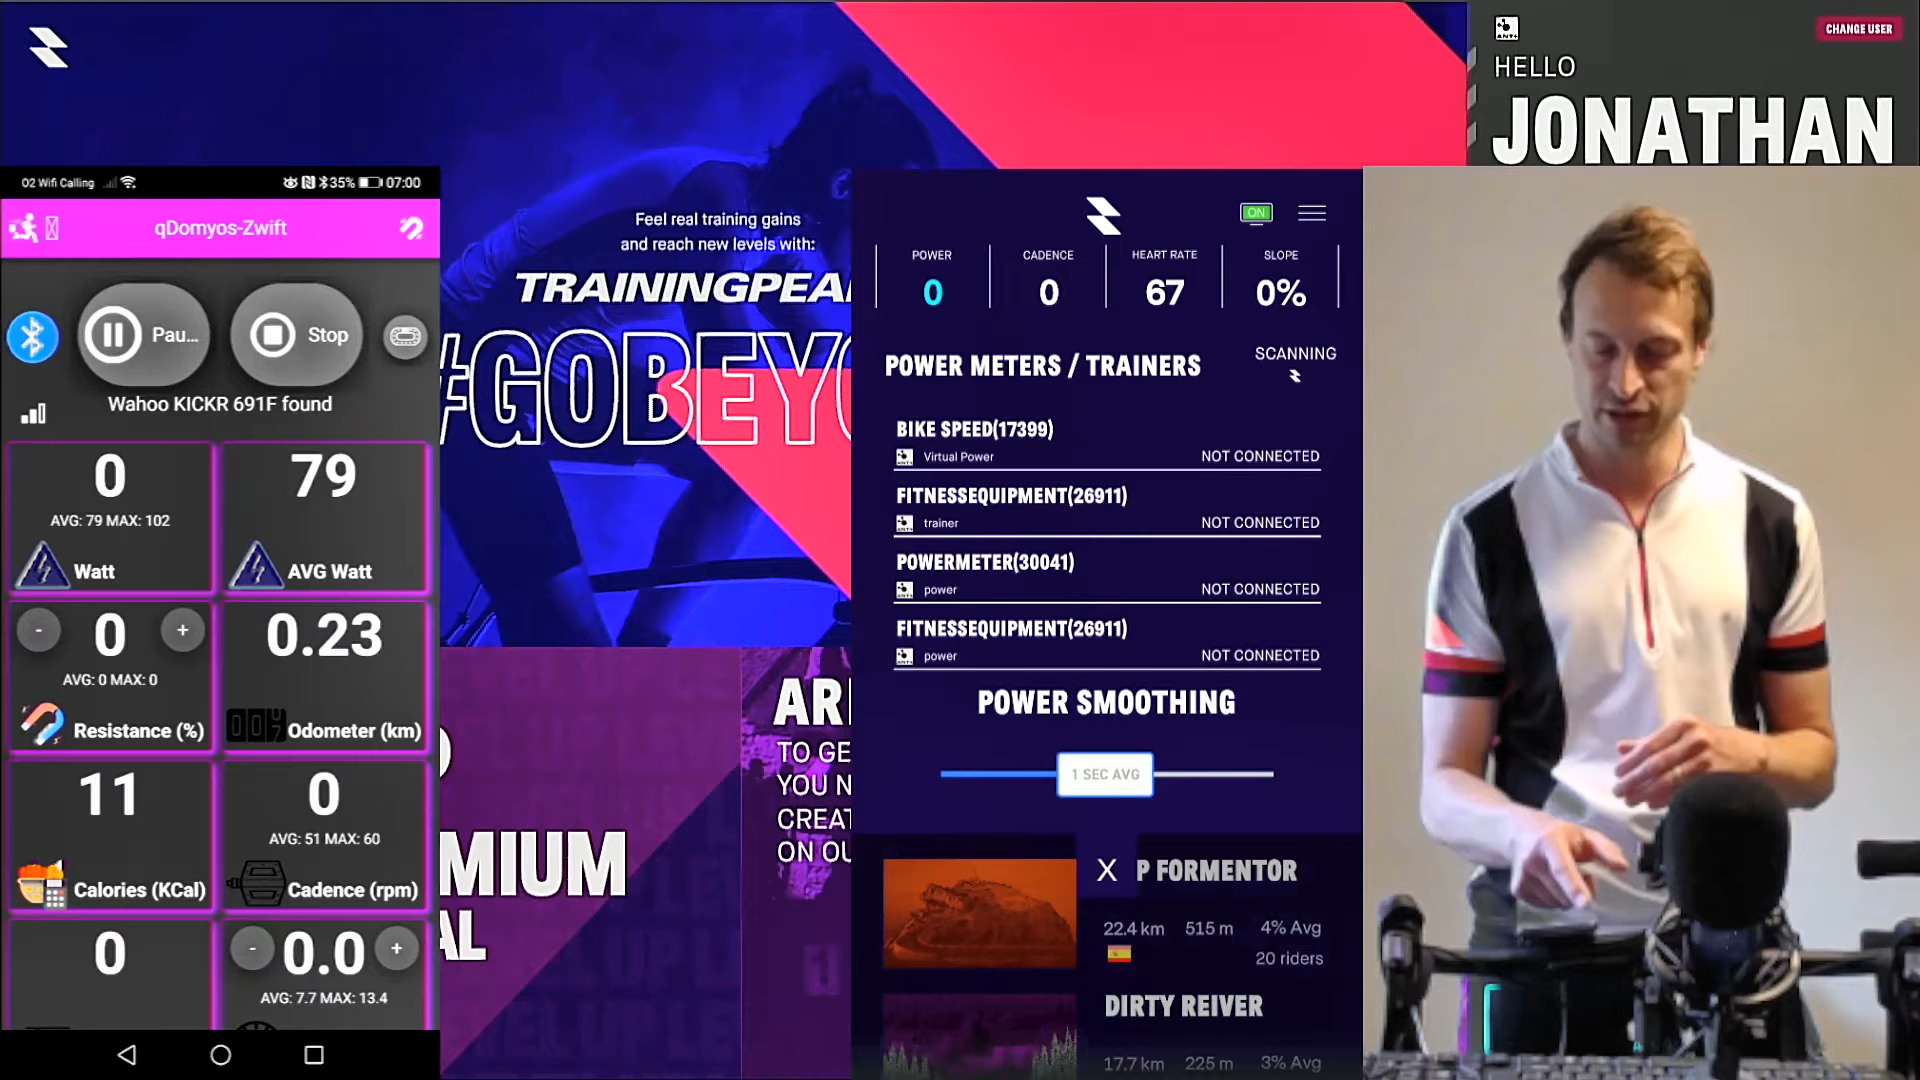 ANT+
CHANGE USER
HELLO
JONATHAN
O2 Wifi Calling
35%
07:00
qDomyos-Zwift
Pau...
Stop
Wahoo KICKR 691F found
0
AVG: 79 MAX: 102
Watt
79
AVG Watt
-
0
+
AVG: 0 MAX: 0
Resistance (%)
0.23
Odometer (km)
11
Calories (KCal)
0
AVG: 51 MAX: 60
Cadence (rpm)
0
-
0.0
+
AVG: 7.7 MAX: 13.4
Feel real training gains
and reach new levels with:
TRAININGPEA
#GOBEYO
MIUM
AL
AR
TO GE
YOU N
CREAT
ON OU
ON
POWER
0
CADENCE
0
HEART RATE
67
SLOPE
0%
POWER METERS / TRAINERS
SCANNING
BIKE SPEED(17399)
Virtual Power
NOT CONNECTED
FITNESSEQUIPMENT(26911)
trainer
NOT CONNECTED
POWERMETER(30041)
power
NOT CONNECTED
FITNESSEQUIPMENT(26911)
power
NOT CONNECTED
POWER SMOOTHING
1 SEC AVG
X
P FORMENTOR
22.4 km 515 m 4% Avg
20 riders
DIRTY REIVER
17.7 km 225 m 3% Avg